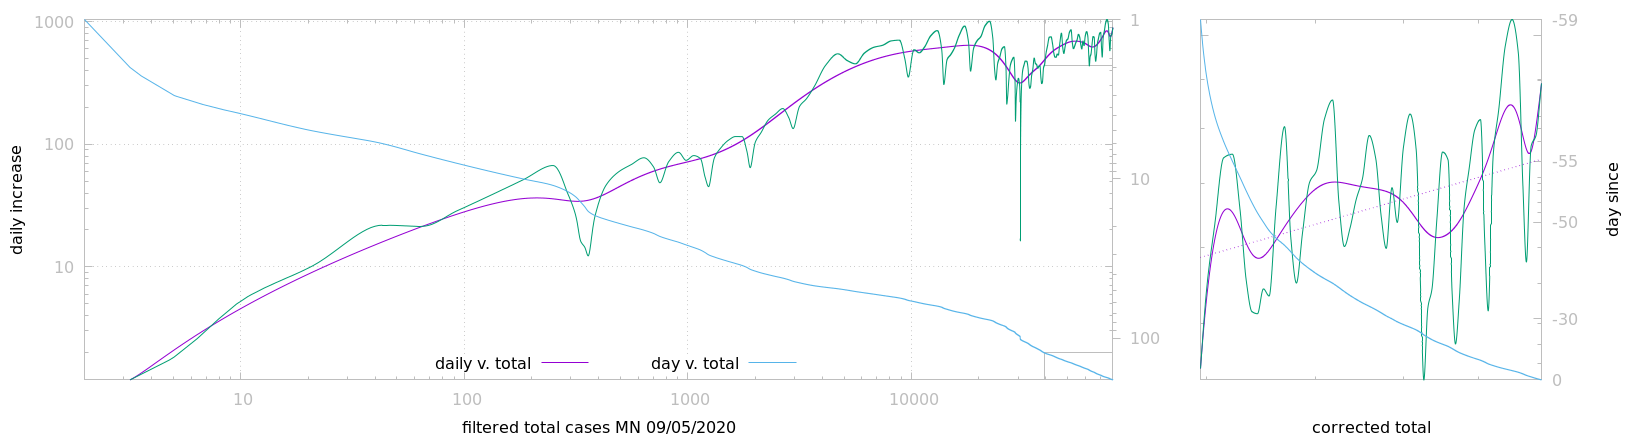 daily increase
1000
100
10
10
100
1000
10000
1
10
100
daily v. total
day v. total
filtered total cases MN 09/05/2020
-59
-55
-50
-30
0
day since
corrected total